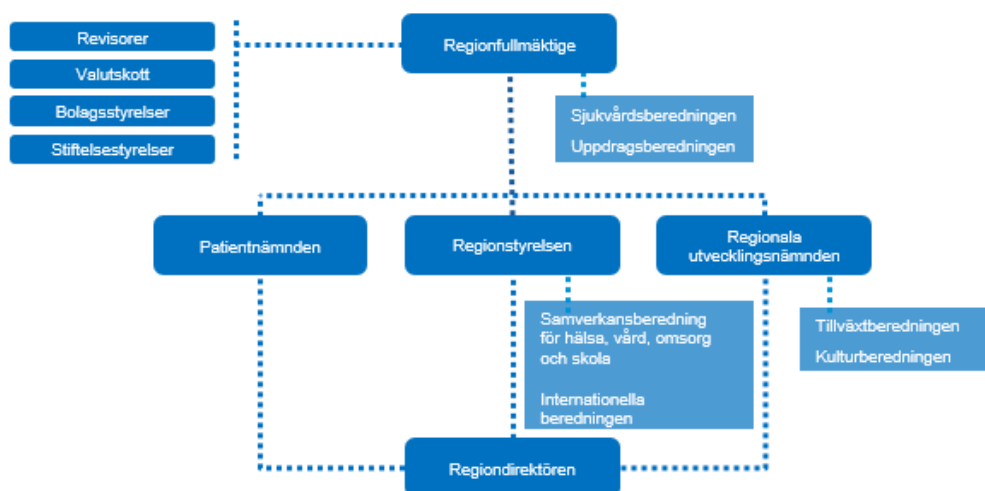 Revisorer
Valutskott
Bolagsstyrelser
Stiftelsestyrelser
Regionfullmäktige
Sjukvårdsberedningen
Uppdragsberedningen
Patientnämnden
Regionstyrelsen
Regionala
utvecklingsnämnden
Samverkansberedning
för hälsa, vård, omsorg
och skola
Internationella
beredningen
Tillväxtberedningen
Kulturberedningen
Regiondirektören